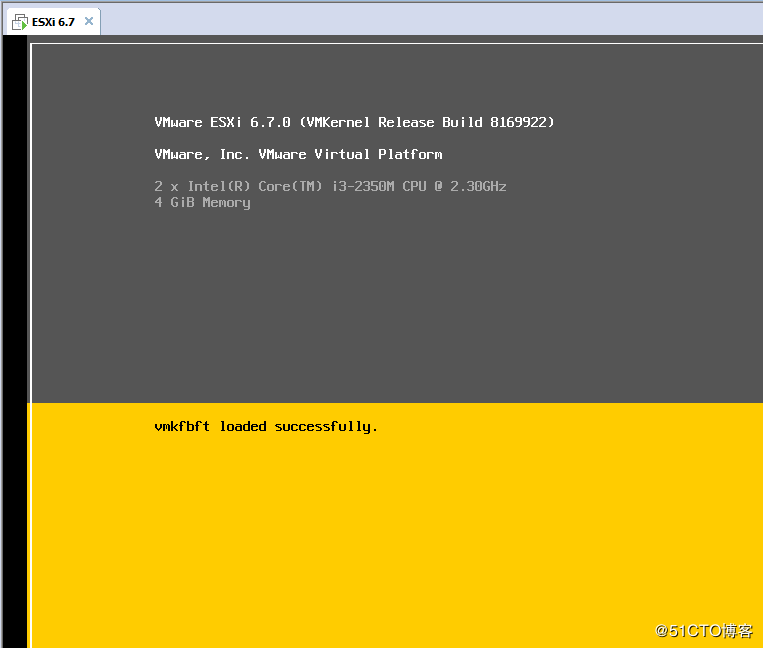 ESXi 6.7
VMware ESXi 6.7.0 (VMKernel Release Build 8169922)
VMware, Inc. VMware Virtual Platform
2 x Intel(R) Core(TM) i3-2350M CPU @ 2.30GHz
4 GiB Memory
vmkfbft loaded successfully.
@51CTO博客